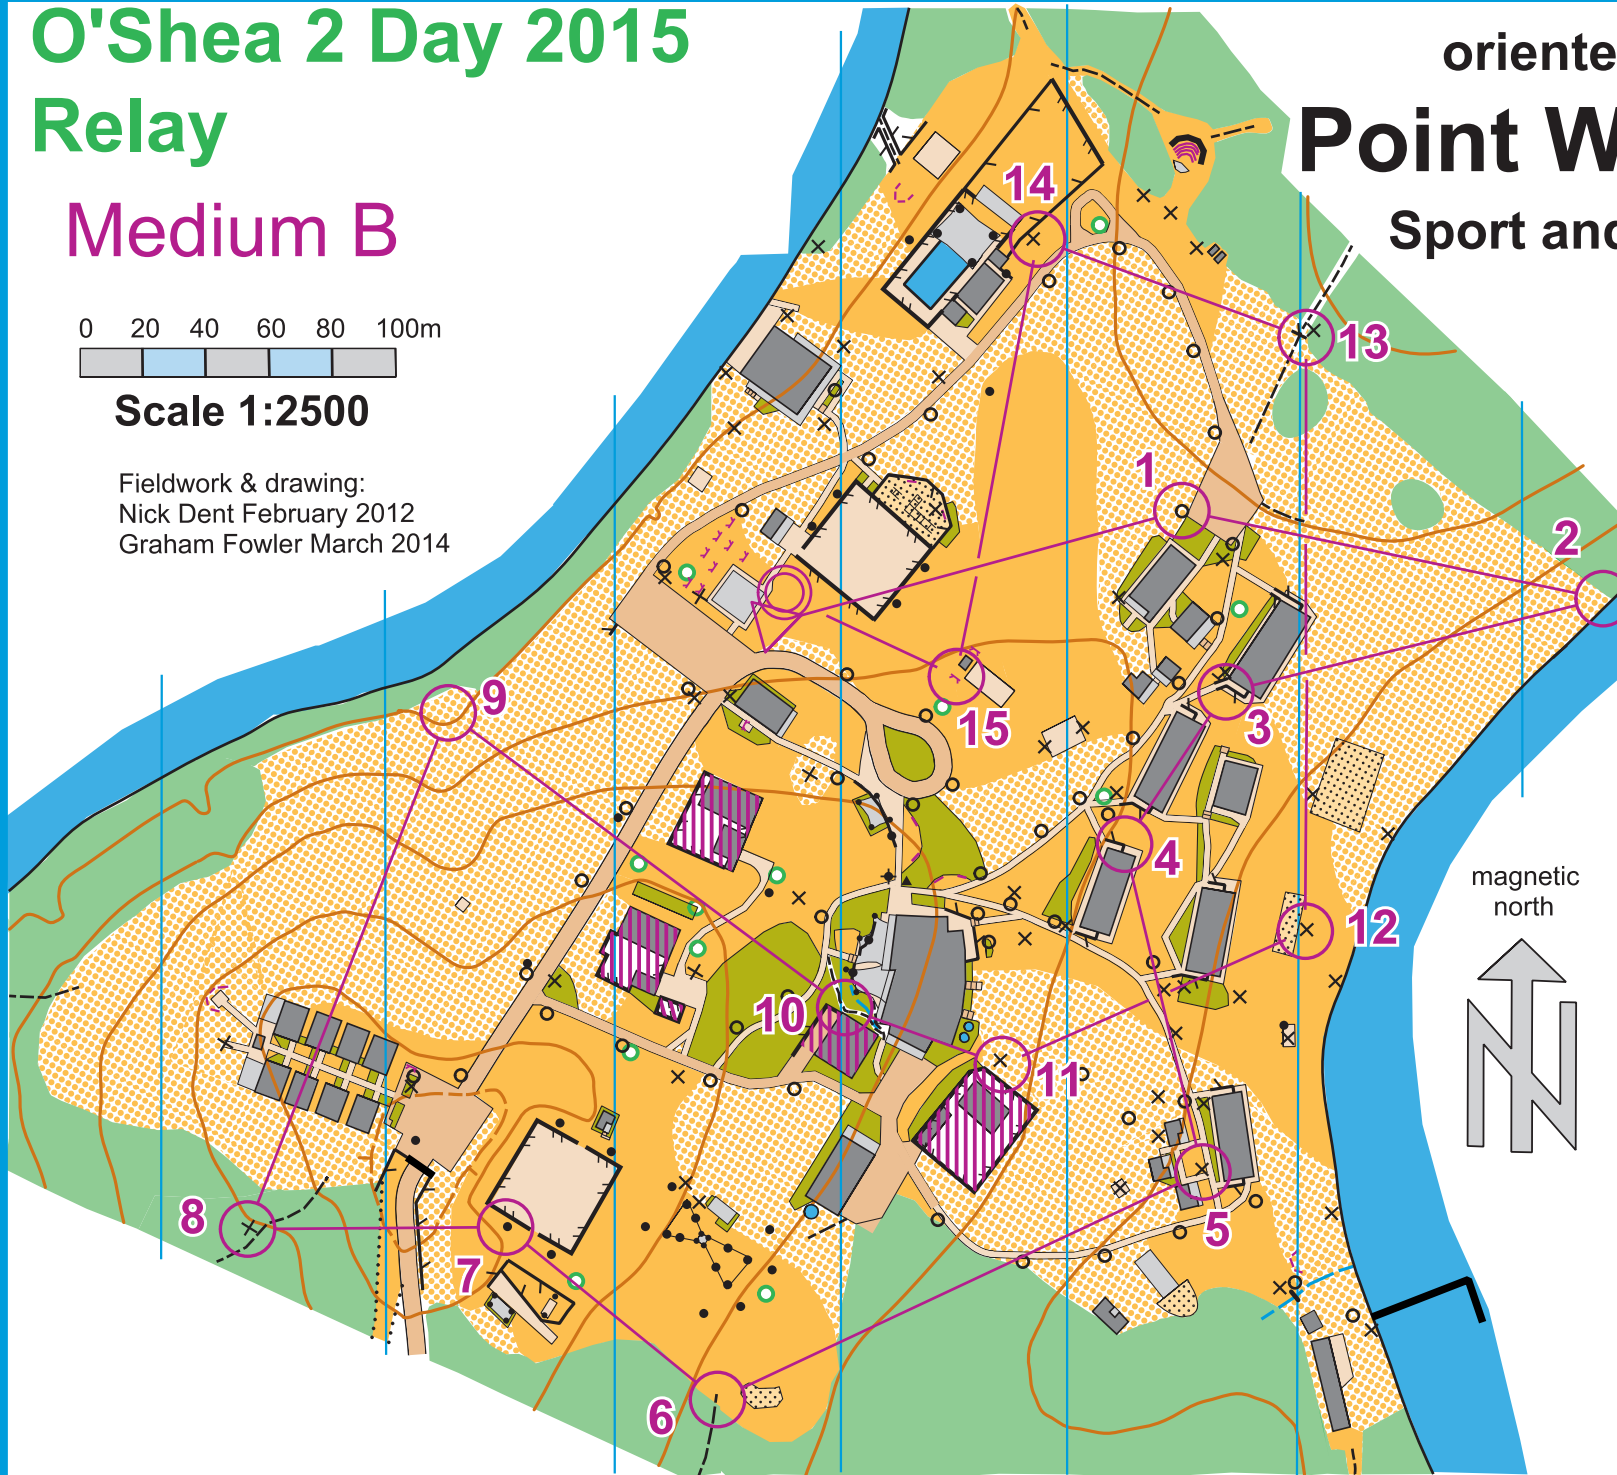 O'Shea 2 Day 2015
Relay
Medium B
0 20 40 60 80 100m
Scale 1:2500
Fieldwork & drawing:
Nick Dent February 2012
Graham Fowler March 2014
oriente
Point W
Sport and
14
13
1
2
9
3
15
4
12
10
11
8
5
7
6
magnetic
north